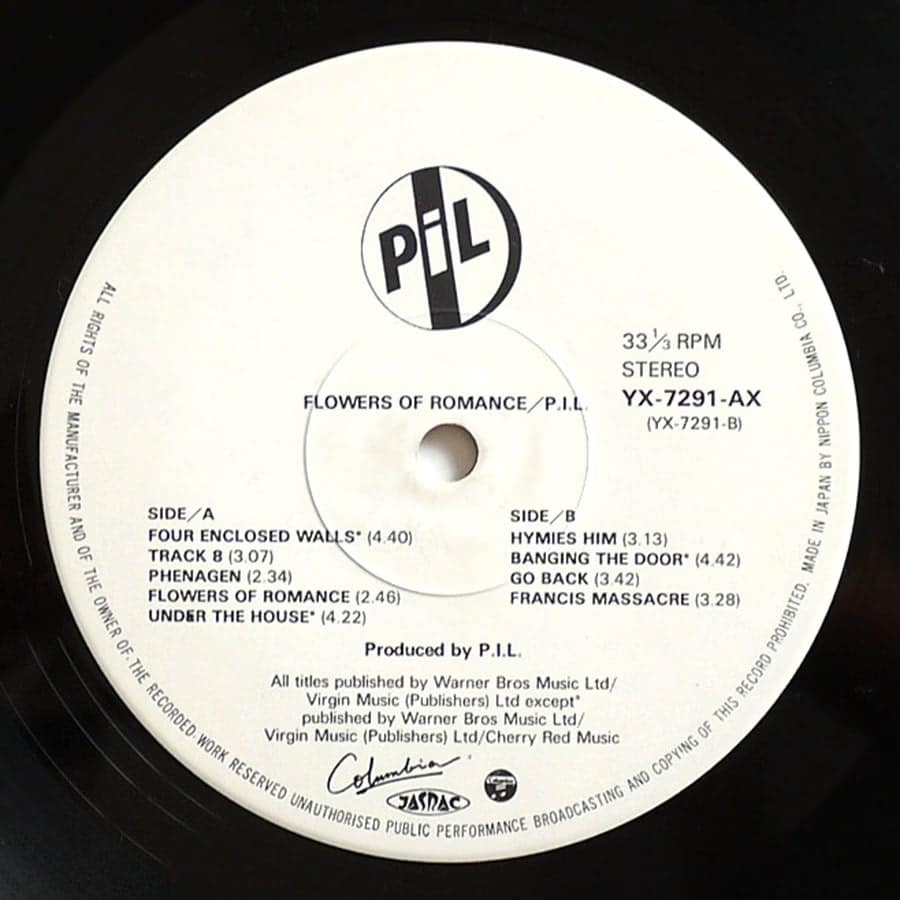 PiL
33⅓ RPM
STEREO
YX-7291-AX
(YX-7291-B)
FLOWERS OF ROMANCE/P.I.L.
SIDE/A
FOUR ENCLOSED WALLS* (4.40)
TRACK 8 (3.07)
PHENAGEN (2.34)
FLOWERS OF ROMANCE (2.46)
UNDER THE HOUSE* (4.22)
SIDE/B
HYMIES HIM (3.13)
BANGING THE DOOR* (4.42)
GO BACK (3.42)
FRANCIS MASSACRE (3.28)
Produced by P.I.L.
All titles published by Warner Bros Music Ltd/
Virgin Music (Publishers) Ltd except*
published by Warner Bros Music Ltd/
Virgin Music (Publishers) Ltd/Cherry Red Music
Columbia
JASRAC
ALL RIGHTS OF THE MANUFACTURER AND OF THE OWNER OF THE RECORDED WORK RESERVED UNAUTHORISED PUBLIC PERFORMANCE BROADCASTING AND COPYING OF THIS RECORD PROHIBITED. MADE IN JAPAN BY NIPPON COLUMBIA CO., LTD.